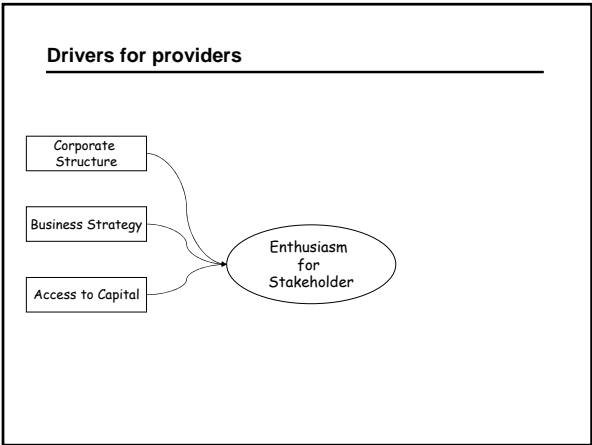 Drivers for providers
Corporate
Structure
Business Strategy
Access to Capital
Enthusiasm
for
Stakeholder